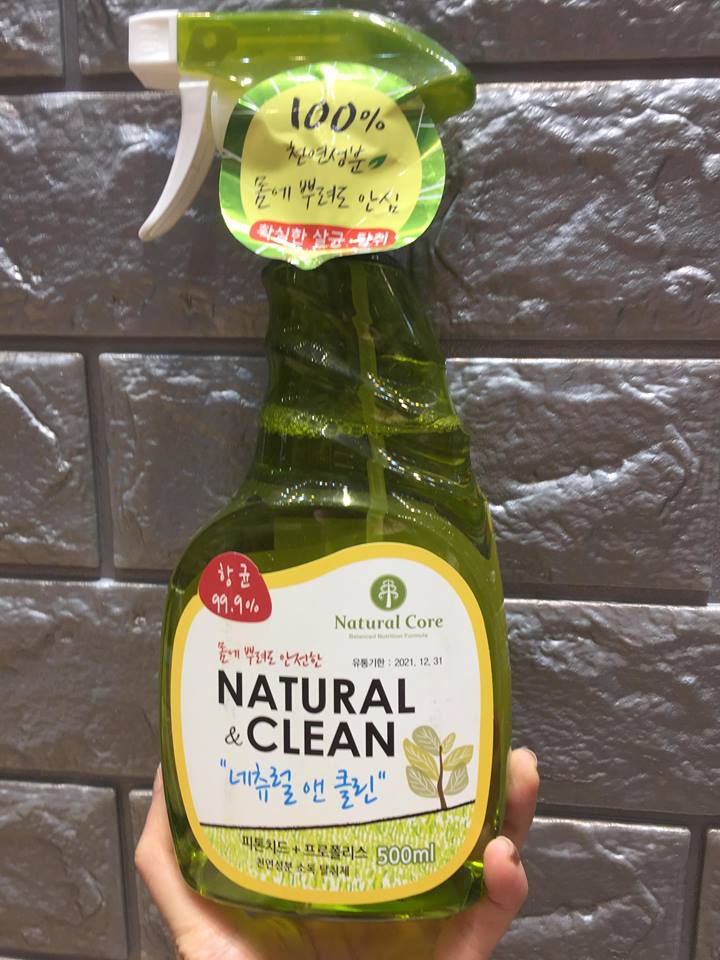 100%
천연성분
몸에 뿌려도 안심
확실한 살균·탈취
항균
99.9%
Natural Core
Balanced Nutrition Formula
몸에 뿌려도 안전한
유통기한 : 2021. 12. 31
NATURAL
& CLEAN
"네츄럴 앤 클린"
피톤치드 + 프로폴리스 500ml
천연성분 소독 탈취제